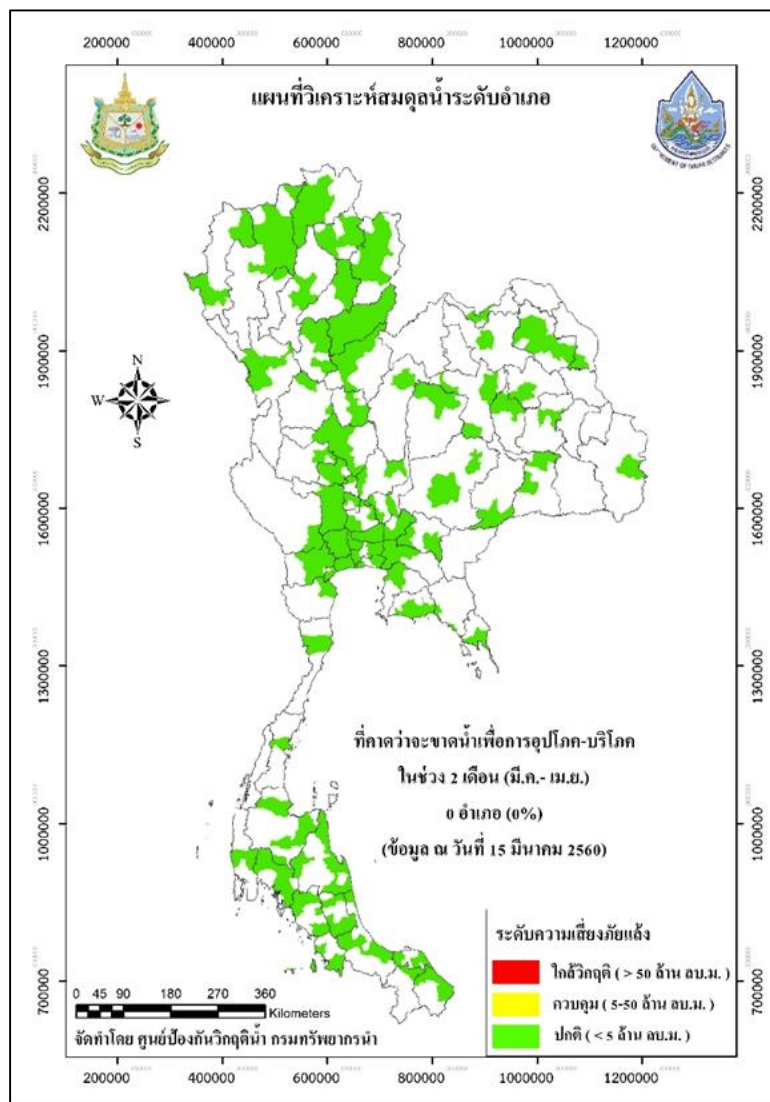 200000 400000 600000 800000 1000000 1200000
แผนที่วิเคราะห์สมดุลน้ำระดับอำเภอ
2200000
1900000
1600000
1300000
1000000
700000
2200000
1900000
1600000
1300000
1000000
700000
N
W E
S
ที่คาดว่าจะขาดน้ำเพื่อการอุปโภค-บริโภค
ในช่วง 2 เดือน (มี.ค.- เม.ย.)
0 อำเภอ (0%)
(ข้อมูล ณ วันที่ 15 มีนาคม 2560)
ระดับความเสี่ยงภัยแล้ง
ใกล้วิกฤติ ( > 50 ล้าน ลบ.ม. )
ควบคุม ( 5-50 ล้าน ลบ.ม. )
ปกติ ( < 5 ล้าน ลบ.ม. )
0 45 90 180 270 360
Kilometers
จัดทำโดย ศูนย์ป้องกันวิกฤติน้ำ กรมทรัพยากรน้ำ
200000 400000 600000 800000 1000000 1200000